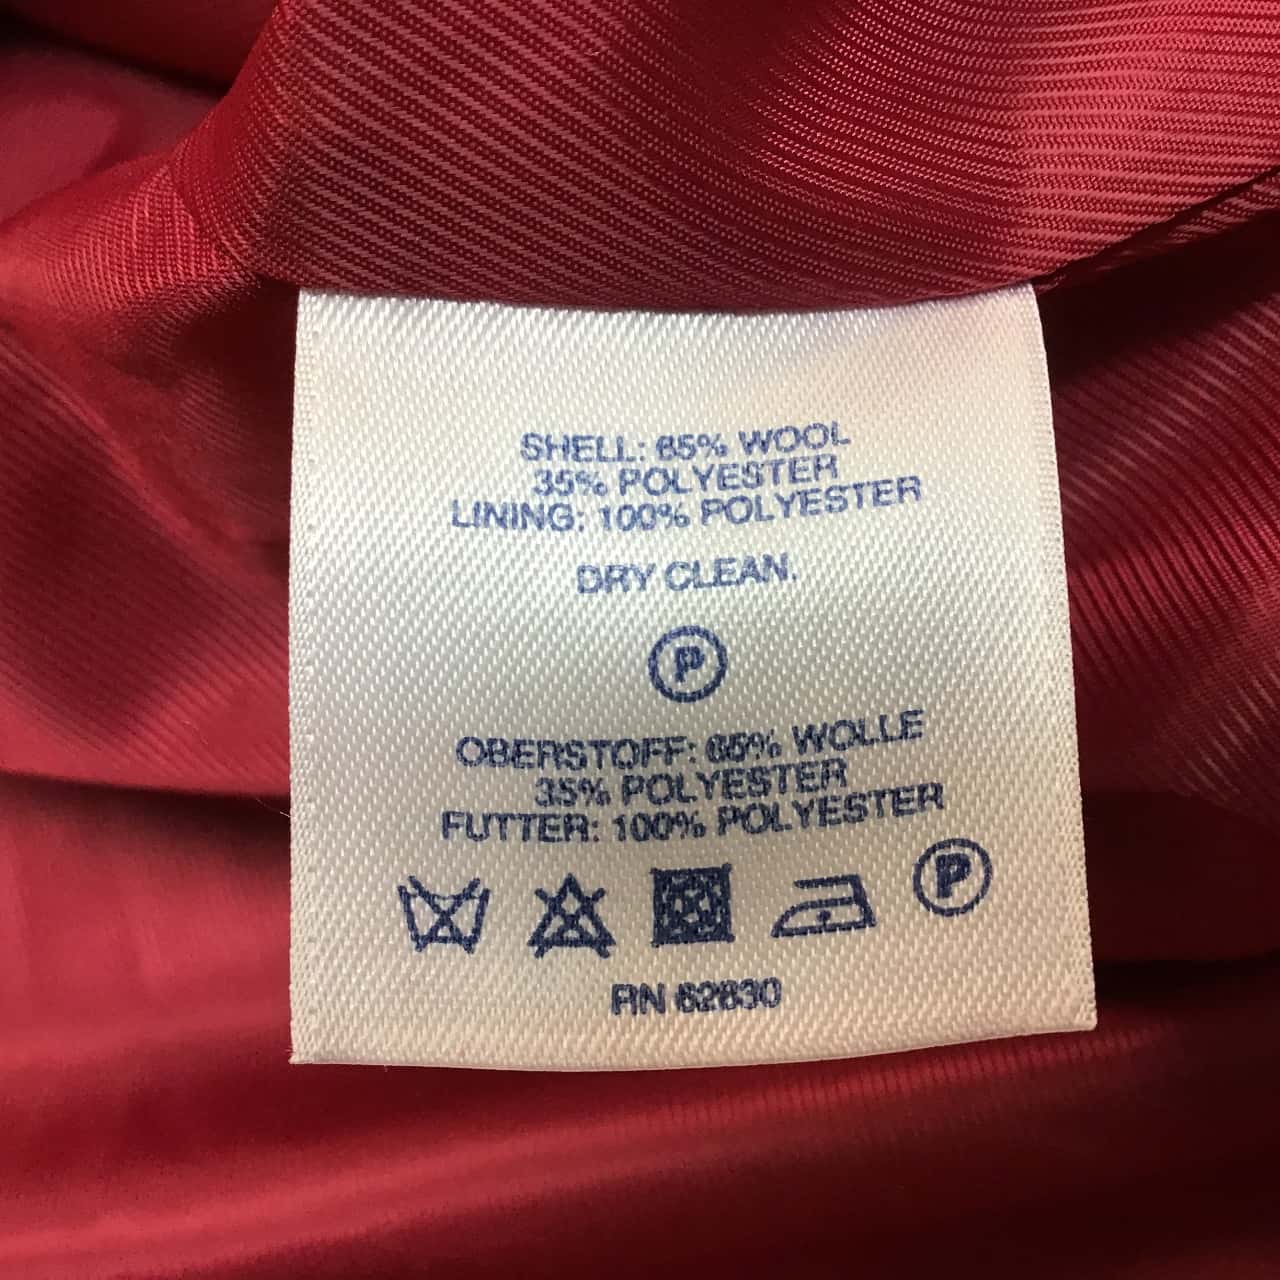 SHELL: 65% WOOL
35% POLYESTER
LINING: 100% POLYESTER
DRY CLEAN.
P
OBERSTOFF: 65% WOLLE
35% POLYESTER
FUTTER: 100% POLYESTER
P
RN 62630